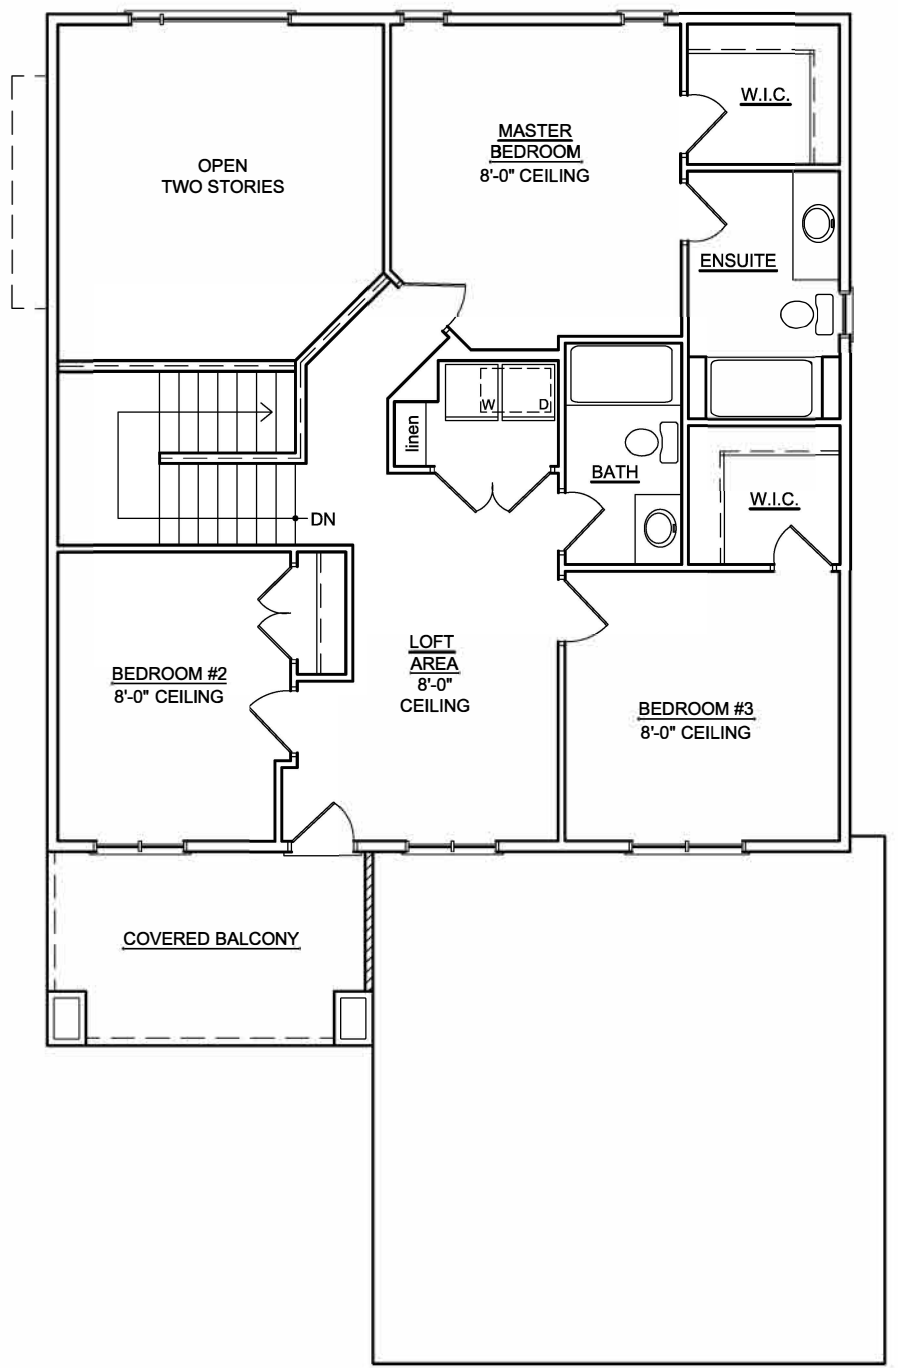 OPEN
TWO STORIES
MASTER
BEDROOM
8'-0" CEILING
W.I.C.
ENSUITE
W
D
linen
BATH
W.I.C.
DN
BEDROOM #2
8'-0" CEILING
LOFT
AREA
8'-0"
CEILING
BEDROOM #3
8'-0" CEILING
COVERED BALCONY